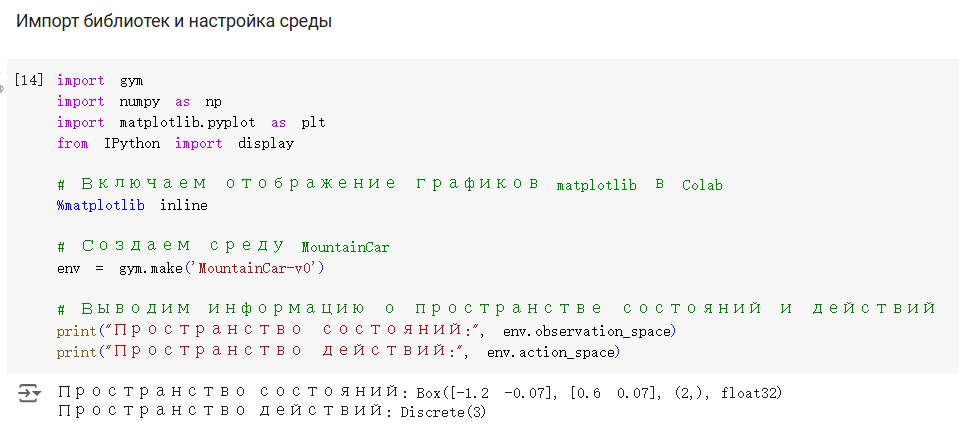 Импорт библиотек и настройка среды
[14] import gym
import numpy as np
import matplotlib.pyplot as plt
from IPython import display
# Включаем отображение графиков matplotlib в Colab
%matplotlib inline
# Создаем среду MountainCar
env = gym.make('MountainCar-v0')
# Выводим информацию о пространстве состояний и действий
print("Пространство состояний:", env.observation_space)
print("Пространство действий:", env.action_space)
Пространство состояний: Box([-1.2 -0.07], [0.6 0.07], (2,), float32)
Пространство действий: Discrete(3)